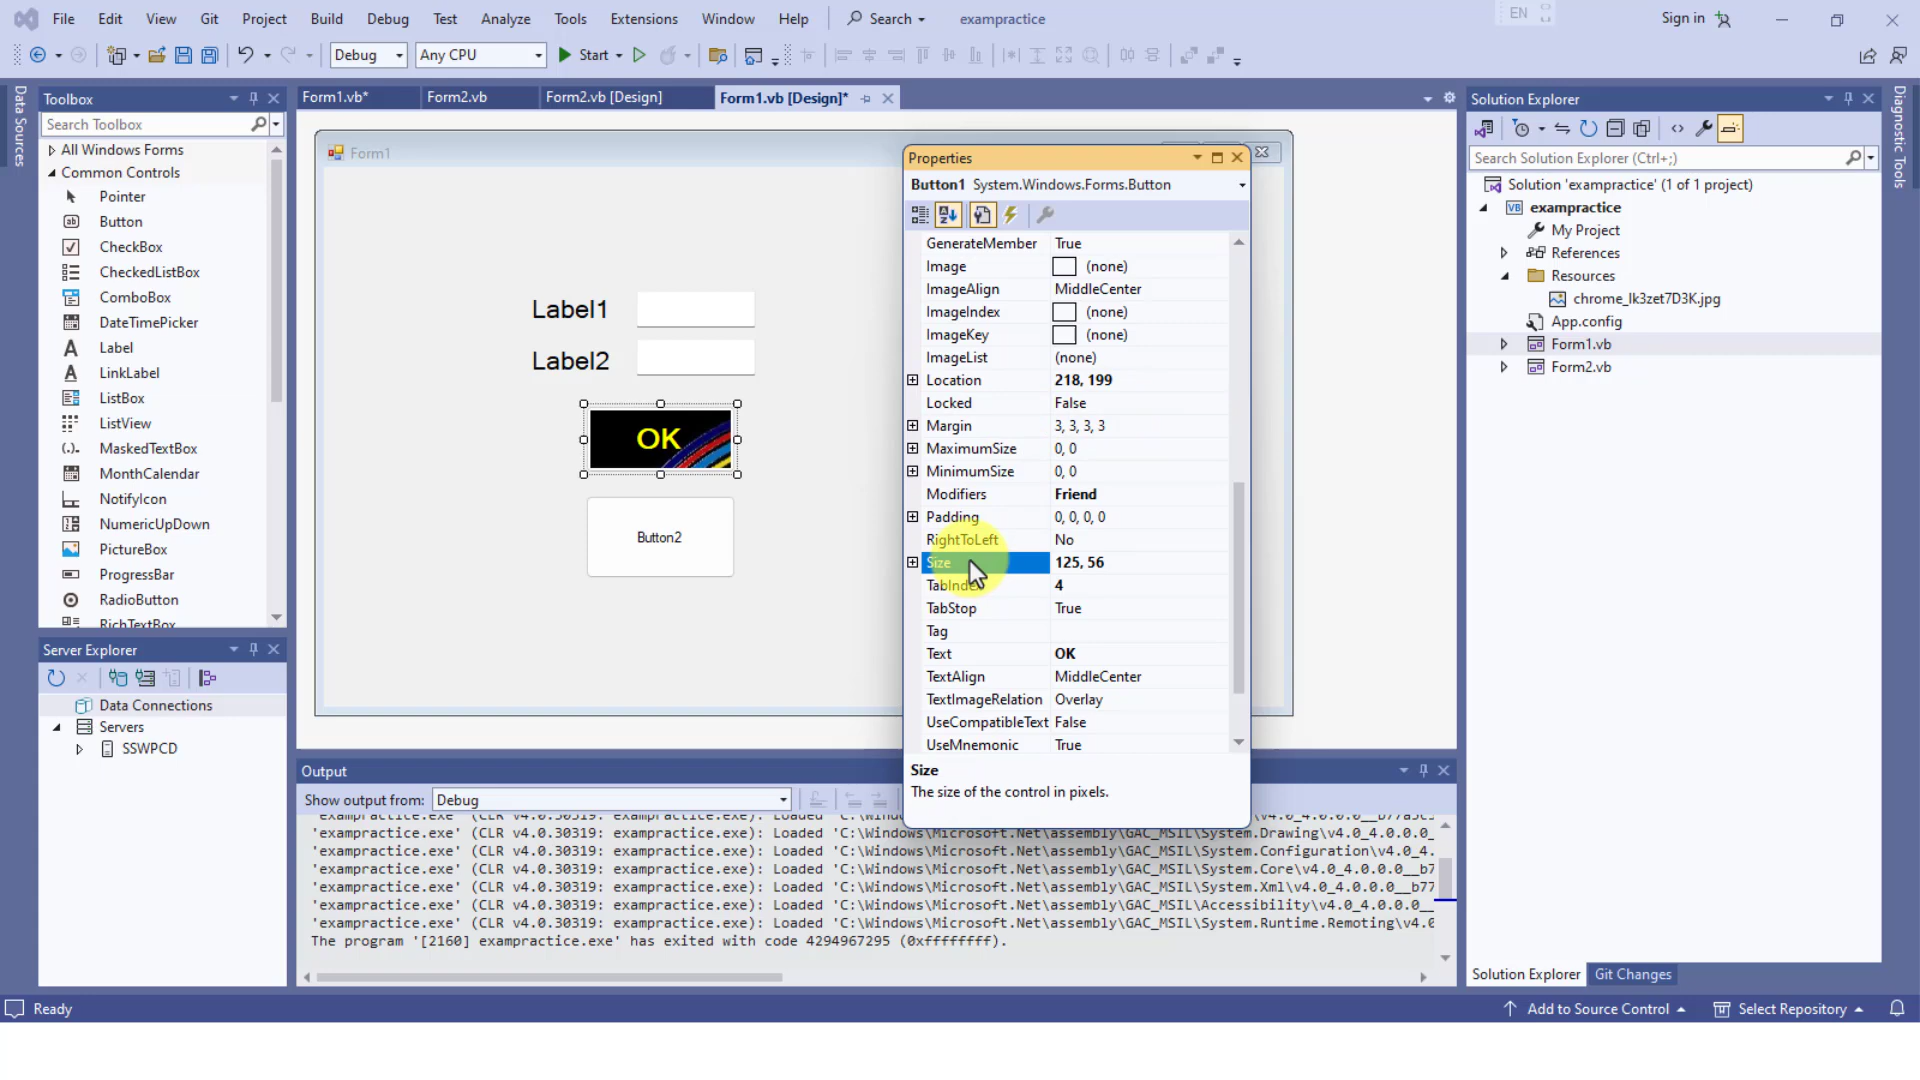 File Edit View Git Project Build Debug Test Analyze Tools Extensions Window Help Search exampractice EN Sign in
Debug Any CPU Start
Data Sources
Toolbox
Search Toolbox
All Windows Forms
Common Controls
Pointer
Button
CheckBox
CheckedListBox
ComboBox
DateTimePicker
Label
LinkLabel
ListBox
ListView
MaskedTextBox
MonthCalendar
NotifyIcon
NumericUpDown
PictureBox
ProgressBar
RadioButton
RichTextBox
Server Explorer
Data Connections
Servers
SSWPCD
Form1.vb* Form2.vb Form2.vb [Design] Form1.vb [Design]*
Form1
Label1
Label2
OK
Button2
Properties
Button1 System.Windows.Forms.Button
GenerateMember True
Image (none)
ImageAlign MiddleCenter
ImageIndex (none)
ImageKey (none)
ImageList (none)
Location 218, 199
Locked False
Margin 3, 3, 3, 3
MaximumSize 0, 0
MinimumSize 0, 0
Modifiers Friend
Padding 0, 0, 0, 0
RightToLeft No
Size 125, 56
TabIndex 4
TabStop True
Tag
Text OK
TextAlign MiddleCenter
TextImageRelation Overlay
UseCompatibleText False
UseMnemonic True
Size
The size of the control in pixels.
Output
Show output from: Debug
'exampractice.exe' (CLR v4.0.30319: exampractice.exe): Loaded 'C:\Windows\Microsoft.Net\assembly\GAC_MSIL\System.Drawing\v4.0_4.0.0.0_
'exampractice.exe' (CLR v4.0.30319: exampractice.exe): Loaded 'C:\Windows\Microsoft.Net\assembly\GAC_MSIL\System.Configuration\v4.0_4.
'exampractice.exe' (CLR v4.0.30319: exampractice.exe): Loaded 'C:\Windows\Microsoft.Net\assembly\GAC_MSIL\System.Core\v4.0_4.0.0.0__b7
'exampractice.exe' (CLR v4.0.30319: exampractice.exe): Loaded 'C:\Windows\Microsoft.Net\assembly\GAC_MSIL\System.Xml\v4.0_4.0.0.0__b77
'exampractice.exe' (CLR v4.0.30319: exampractice.exe): Loaded 'C:\Windows\Microsoft.Net\assembly\GAC_MSIL\Accessibility\v4.0_4.0.0.0__
'exampractice.exe' (CLR v4.0.30319: exampractice.exe): Loaded 'C:\Windows\Microsoft.Net\assembly\GAC_MSIL\System.Runtime.Remoting\v4.0
The program '[2160] exampractice.exe' has exited with code 4294967295 (0xffffffff).
Solution Explorer
Search Solution Explorer (Ctrl+;)
Solution 'exampractice' (1 of 1 project)
VB exampractice
My Project
References
Resources
chrome_lk3zet7D3K.jpg
App.config
Form1.vb
Form2.vb
Solution Explorer Git Changes
Diagnostic Tools
Ready Add to Source Control Select Repository